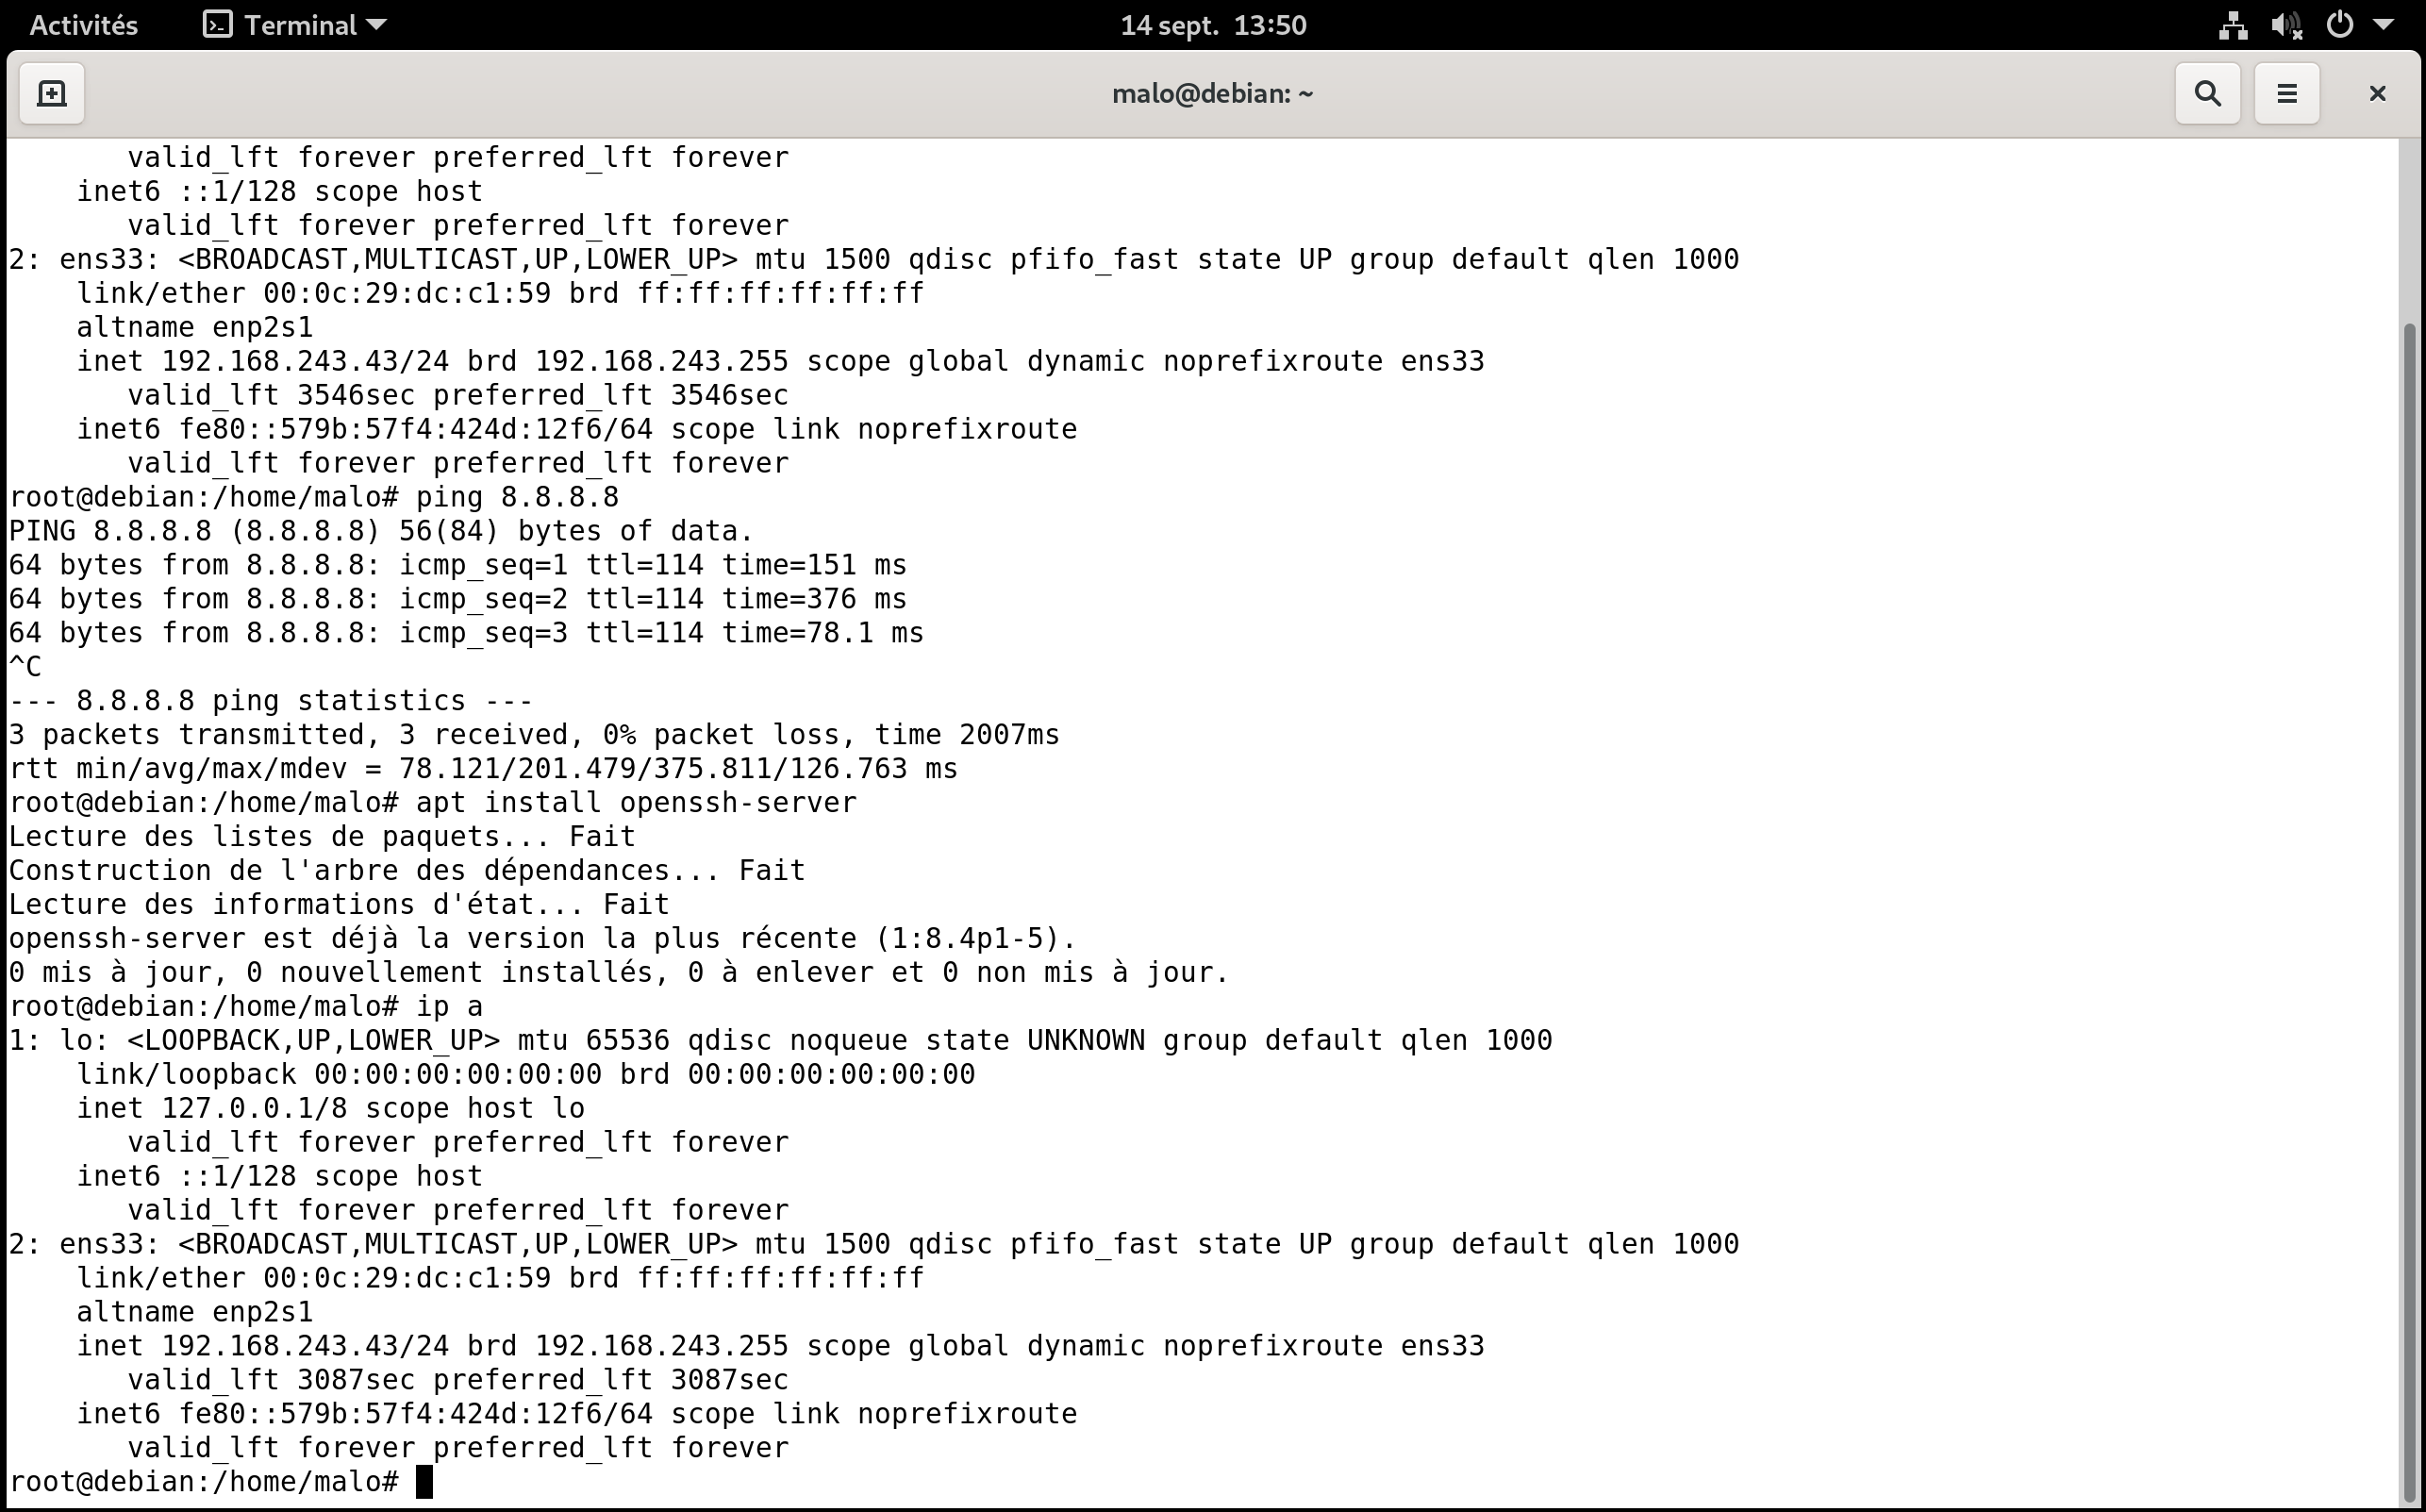 Activités
Terminal
14 sept. 13:50
malo@debian: ~
valid_lft forever preferred_lft forever
inet6 ::1/128 scope host
valid_lft forever preferred_lft forever
2: ens33: <BROADCAST,MULTICAST,UP,LOWER_UP> mtu 1500 qdisc pfifo_fast state UP group default qlen 1000
link/ether 00:0c:29:dc:c1:59 brd ff:ff:ff:ff:ff:ff
altname enp2s1
inet 192.168.243.43/24 brd 192.168.243.255 scope global dynamic noprefixroute ens33
valid_lft 3546sec preferred_lft 3546sec
inet6 fe80::579b:57f4:424d:12f6/64 scope link noprefixroute
valid_lft forever preferred_lft forever
root@debian:/home/malo# ping 8.8.8.8
PING 8.8.8.8 (8.8.8.8) 56(84) bytes of data.
64 bytes from 8.8.8.8: icmp_seq=1 ttl=114 time=151 ms
64 bytes from 8.8.8.8: icmp_seq=2 ttl=114 time=376 ms
64 bytes from 8.8.8.8: icmp_seq=3 ttl=114 time=78.1 ms
^C
--- 8.8.8.8 ping statistics ---
3 packets transmitted, 3 received, 0% packet loss, time 2007ms
rtt min/avg/max/mdev = 78.121/201.479/375.811/126.763 ms
root@debian:/home/malo# apt install openssh-server
Lecture des listes de paquets... Fait
Construction de l'arbre des dépendances... Fait
Lecture des informations d'état... Fait
openssh-server est déjà la version la plus récente (1:8.4p1-5).
0 mis à jour, 0 nouvellement installés, 0 à enlever et 0 non mis à jour.
root@debian:/home/malo# ip a
1: lo: <LOOPBACK,UP,LOWER_UP> mtu 65536 qdisc noqueue state UNKNOWN group default qlen 1000
link/loopback 00:00:00:00:00:00 brd 00:00:00:00:00:00
inet 127.0.0.1/8 scope host lo
valid_lft forever preferred_lft forever
inet6 ::1/128 scope host
valid_lft forever preferred_lft forever
2: ens33: <BROADCAST,MULTICAST,UP,LOWER_UP> mtu 1500 qdisc pfifo_fast state UP group default qlen 1000
link/ether 00:0c:29:dc:c1:59 brd ff:ff:ff:ff:ff:ff
altname enp2s1
inet 192.168.243.43/24 brd 192.168.243.255 scope global dynamic noprefixroute ens33
valid_lft 3087sec preferred_lft 3087sec
inet6 fe80::579b:57f4:424d:12f6/64 scope link noprefixroute
valid_lft forever preferred_lft forever
root@debian:/home/malo#